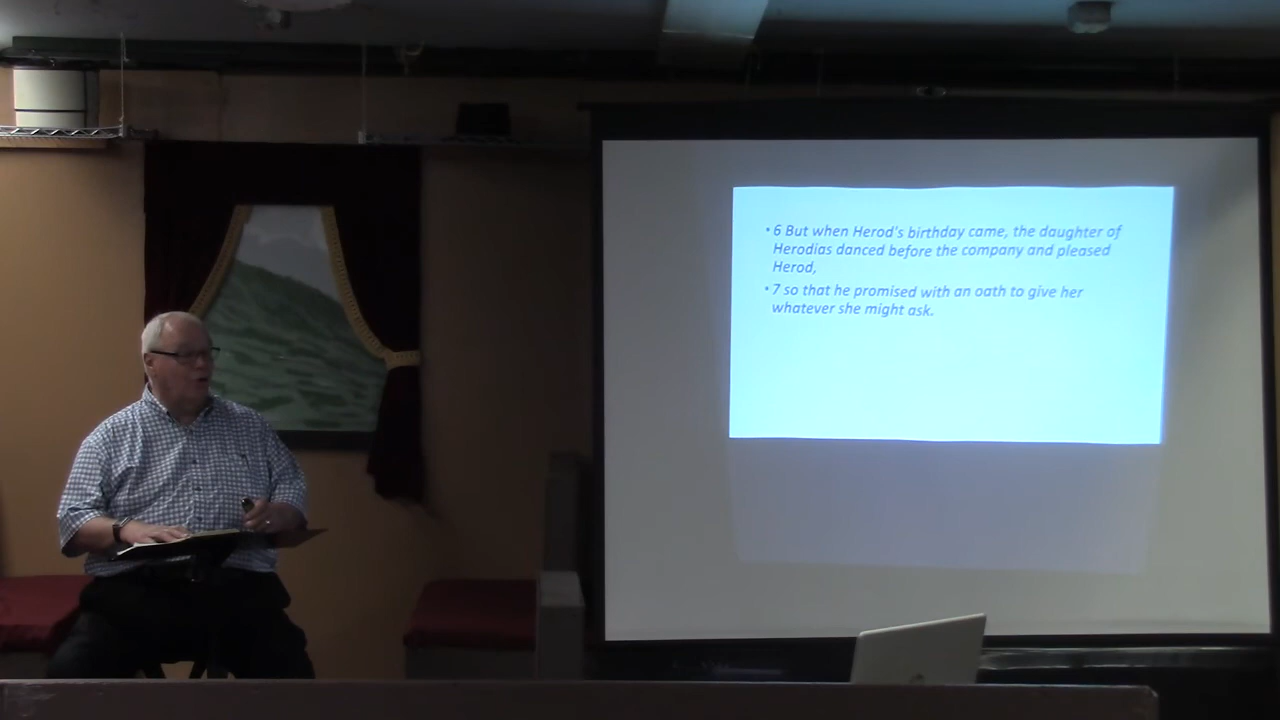 • 6 But when Herod's birthday came, the daughter of
Herodias danced before the company and pleased
Herod,
• 7 so that he promised with an oath to give her
whatever she might ask.